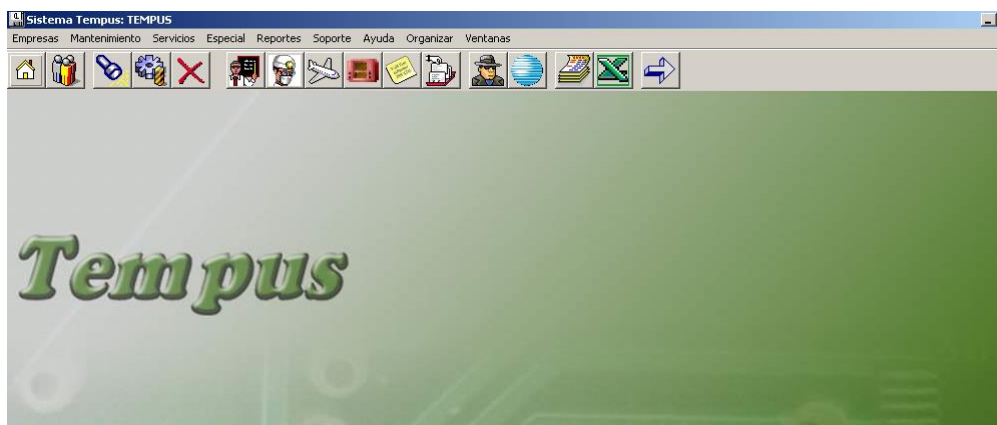 Sistema Tempus: TEMPUS
Empresas Mantenimiento Servicios Especial Reportes Soporte Ayuda Organizar Ventanas
Tempus